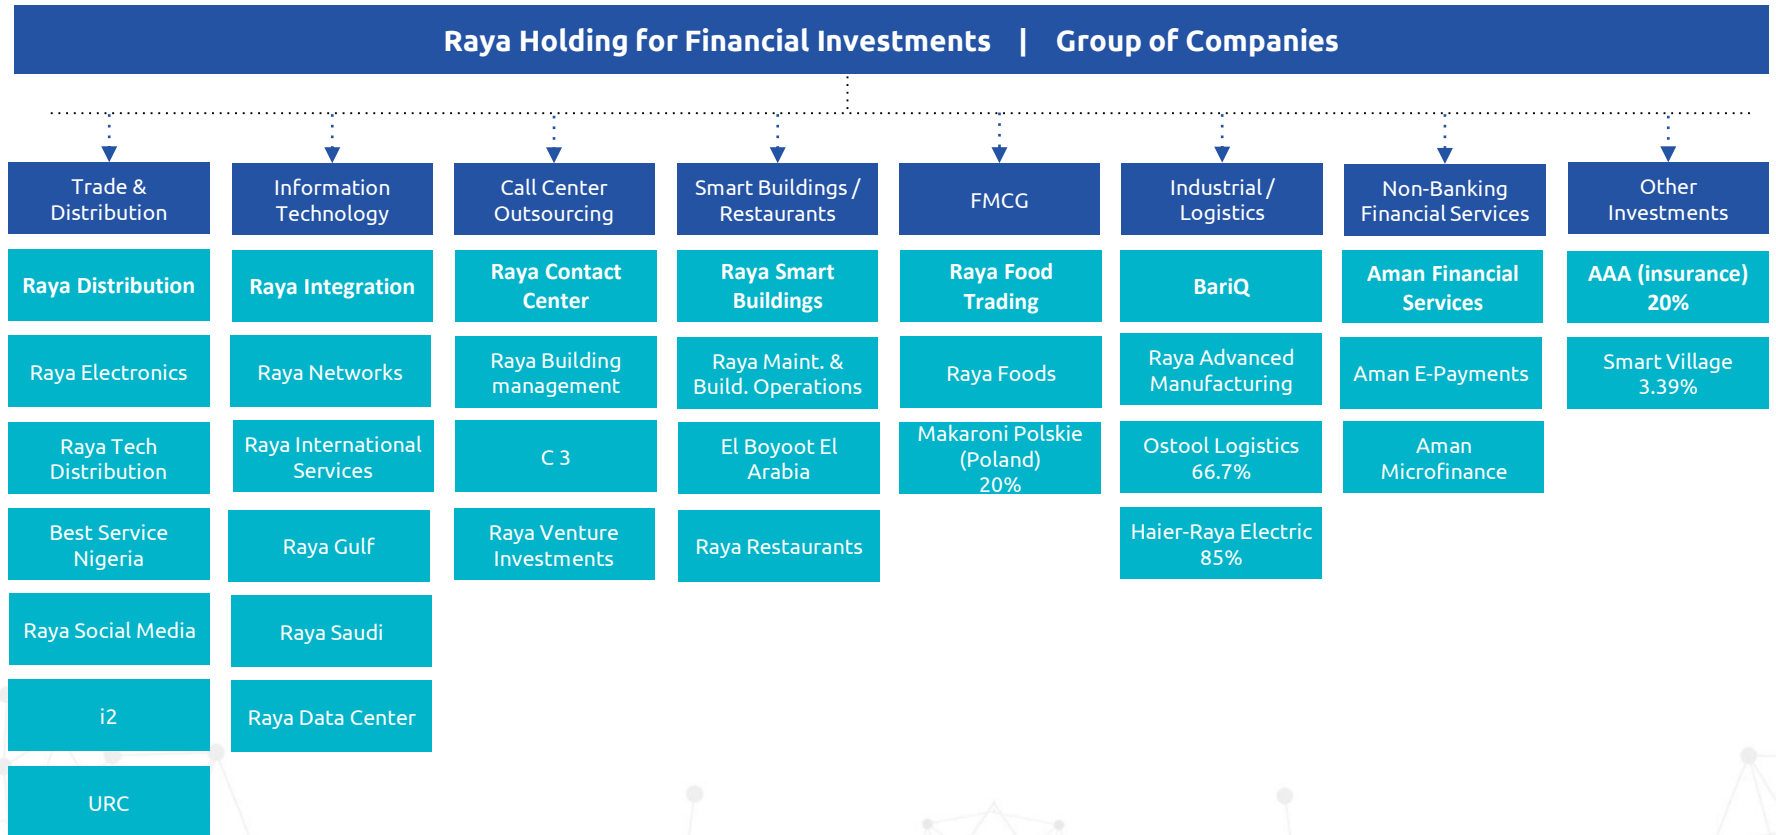 Raya Holding for Financial Investments | Group of Companies
Trade &
Distribution
Raya Distribution
Raya Electronics
Raya Tech
Distribution
Best Service
Nigeria
Raya Social Media
i2
URC
Information
Technology
Raya Integration
Raya Networks
Raya International
Services
Raya Gulf
Raya Saudi
Raya Data Center
Call Center
Outsourcing
Raya Contact
Center
Raya Building
management
C 3
Raya Venture
Investments
Smart Buildings /
Restaurants
Raya Smart
Buildings
Raya Maint. &
Build. Operations
El Boyoot El
Arabia
Raya Restaurants
FMCG
Raya Food
Trading
Raya Foods
Makaroni Polskie
(Poland)
20%
Industrial /
Logistics
BariQ
Raya Advanced
Manufacturing
Ostool Logistics
66.7%
Haier-Raya Electric
85%
Non-Banking
Financial Services
Aman Financial
Services
Aman E-Payments
Aman
Microfinance
Other
Investments
AAA (insurance)
20%
Smart Village
3.39%